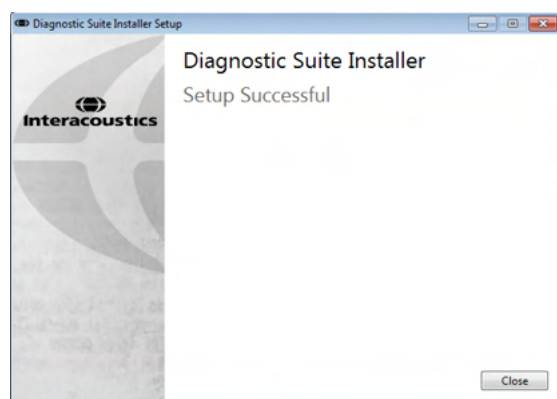 Diagnostic Suite Installer Setup
Diagnostic Suite Installer
Setup Successful
Interacoustics
Close